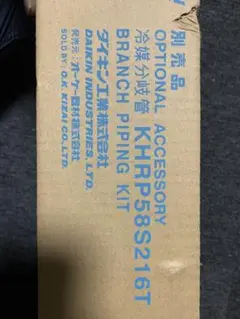 別売品
OPTIONAL ACCESSORY
冷媒分岐管 KHRP58S216T
BRANCH PIPING KIT
ダイキン工業株式会社
DAIKIN INDUSTRIES, LTD.
発売元：オーケー器材株式会社
SOLD BY: O.K. KIZAI CO., LTD.